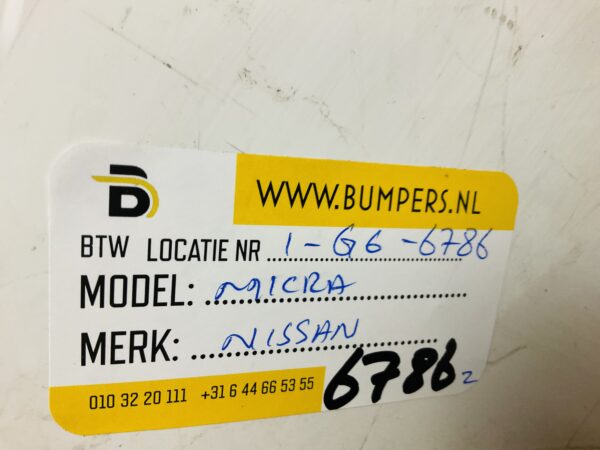 WWW.BUMPERS.NL
BTW LOCATIE NR 1-G6-6786
MODEL: MICRA
MERK: NISSAN
010 32 20 111 +31 6 44 66 53 55
6786 2